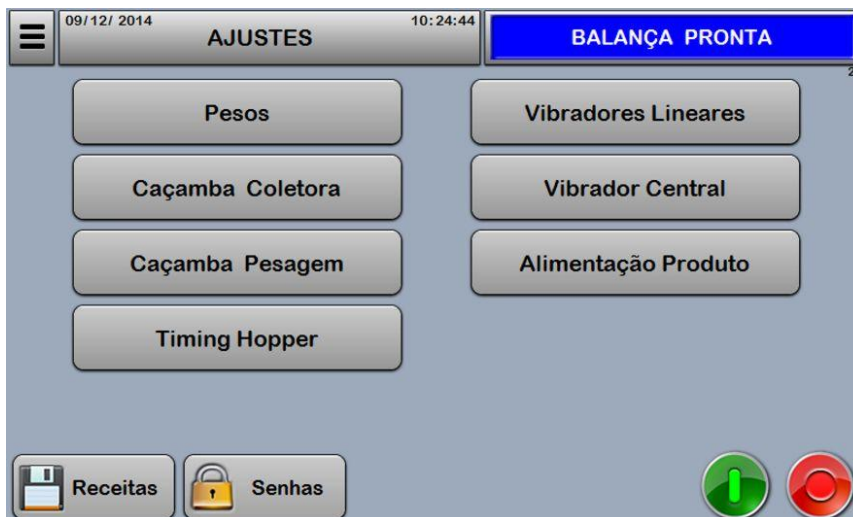 09/12/ 2014
AJUSTES
10:24:44
BALANÇA PRONTA
2
Pesos
Vibradores Lineares
Caçamba Coletora
Vibrador Central
Caçamba Pesagem
Alimentação Produto
Timing Hopper
Receitas
Senhas